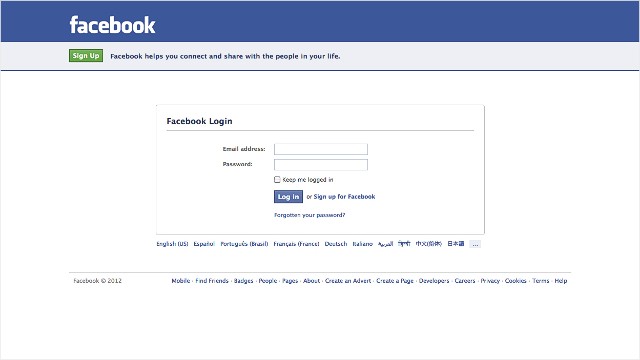 facebook
Sign Up Facebook helps you connect and share with the people in your life.
Facebook Login
Email address:
Password:
Keep me logged in
Log In or Sign up for Facebook
Forgotten your password?
English (US) Español Português (Brasil) Français (France) Deutsch Italiano العربية हिन्दी 中文(简体) 日本語 ...
Facebook © 2012 Mobile · Find Friends · Badges · People · Pages · About · Create an Advert · Create a Page · Developers · Careers · Privacy · Cookies · Terms · Help